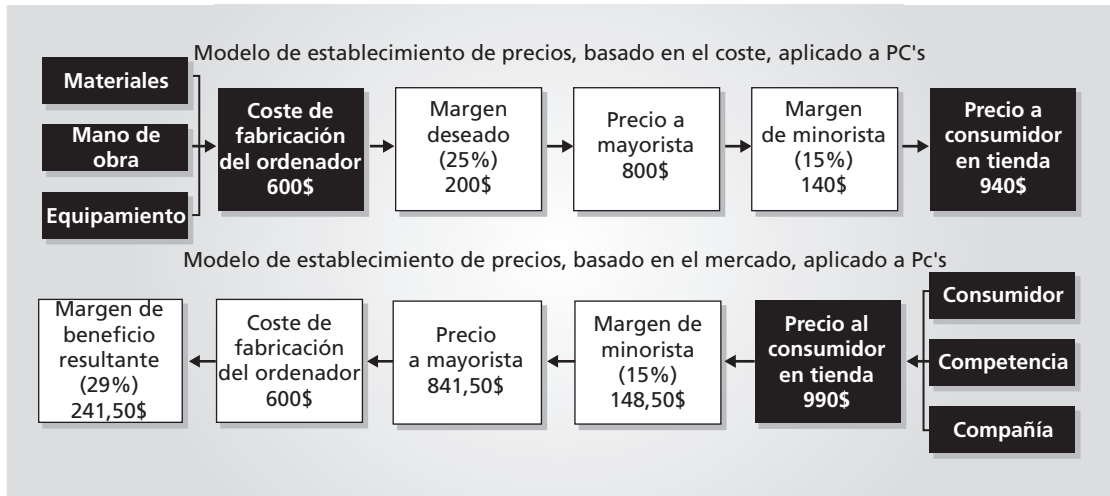 Modelo de establecimiento de precios, basado en el coste, aplicado a PC's
Materiales
Mano de
obra
Equipamiento
Coste de
fabricación
del ordenador
600$
Margen
deseado
(25%)
200$
Precio a
mayorista
800$
Margen
de minorista
(15%)
140$
Precio a
consumidor
en tienda
940$
Modelo de establecimiento de precios, basado en el mercado, aplicado a Pc's
Margen de
beneficio
resultante
(29%)
241,50$
Coste de
fabricación
del ordenador
600$
Precio
a mayorista
841,50$
Margen de
minorista
(15%)
148,50$
Precio al
consumidor
en tienda
990$
Consumidor
Competencia
Compañía